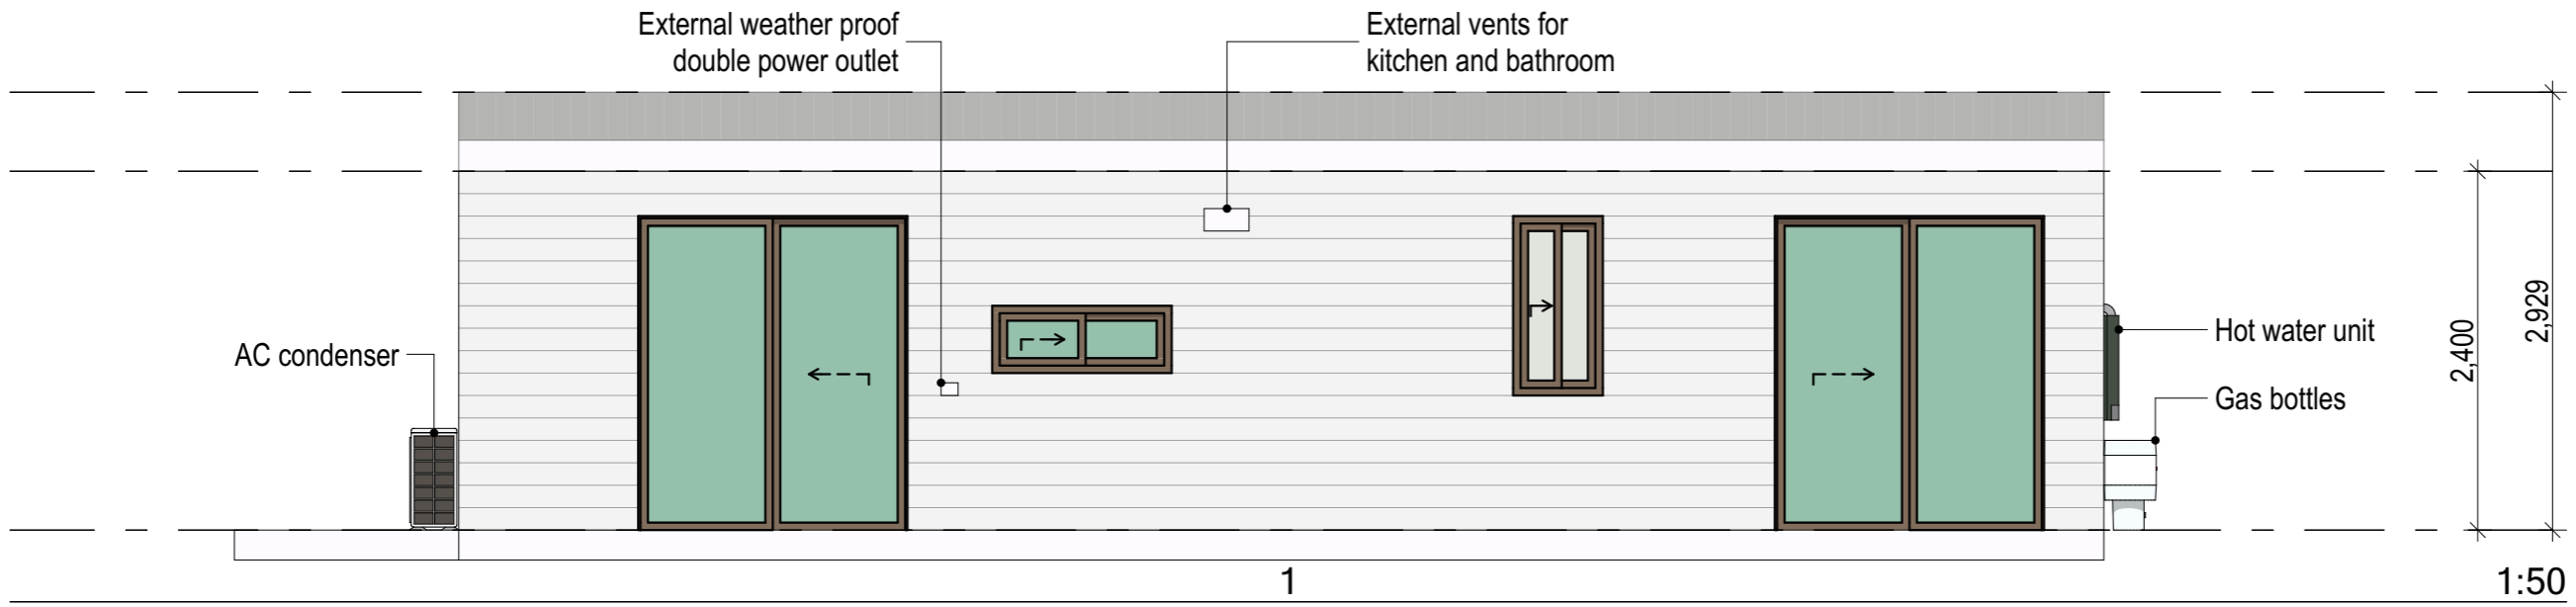 External weather proof
double power outlet
External vents for
kitchen and bathroom
AC condenser
Hot water unit
Gas bottles
2,400
2,929
1
1:50